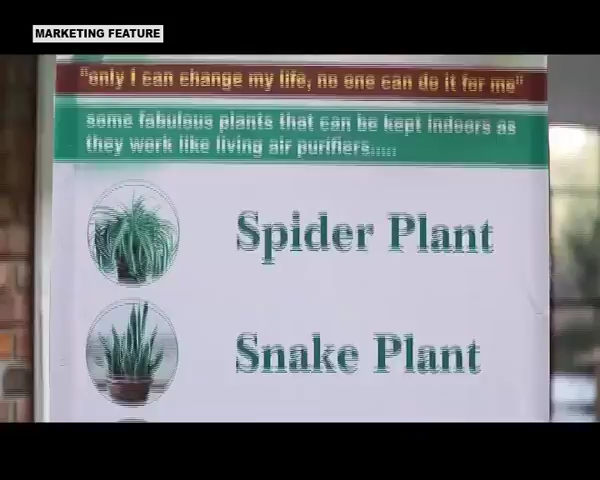 MARKETING FEATURE
"only I can change my life, no one can do it for me"
some fabulous plants that can be kept indoors as
they work like living air purifiers.....
Spider Plant
Snake Plant